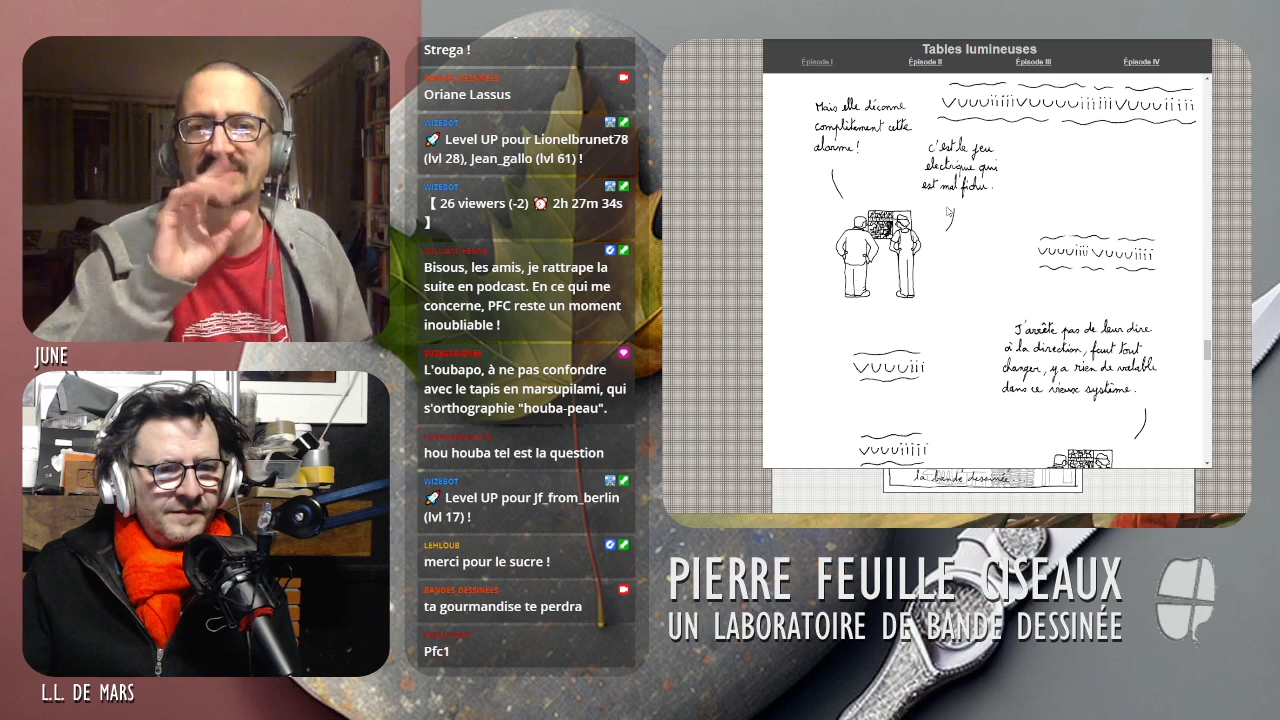 JUNE
L.L. DE MARS
Strega !
BANDES_DESSINEES
Oriane Lassus
WIZEBOT
🚀 Level UP pour Lionelbrunet78
(lvl 28), Jean_gallo (lvl 61) !
WIZEBOT
【 26 viewers (-2) ⏰ 2h 27m 34s
】
Bisous, les amis, je rattrape la
suite en podcast. En ce qui me
concerne, PFC reste un moment
inoubliable !
L'oubapo, à ne pas confondre
avec le tapis en marsupilami, qui
s'orthographie "houba-peau".
hou houba tel est la question
WIZEBOT
🚀 Level UP pour Jf_from_berlin
(lvl 17) !
LEHLOUB
merci pour le sucre !
BANDES_DESSINEES
ta gourmandise te perdra
Pfc1
Tables lumineuses
Épisode I Épisode II Épisode III Épisode IV
Mais elle déconne
complètement cette
alarme !
c'est le jeu
électrique qui
est mal fichu.
J'arrête pas de leur dire
à la direction, faut tout
changer, y a rien de valable
dans ce vieux système.
la bande dessinée
PIERRE FEUILLE CISEAUX
UN LABORATOIRE DE BANDE DESSINÉE